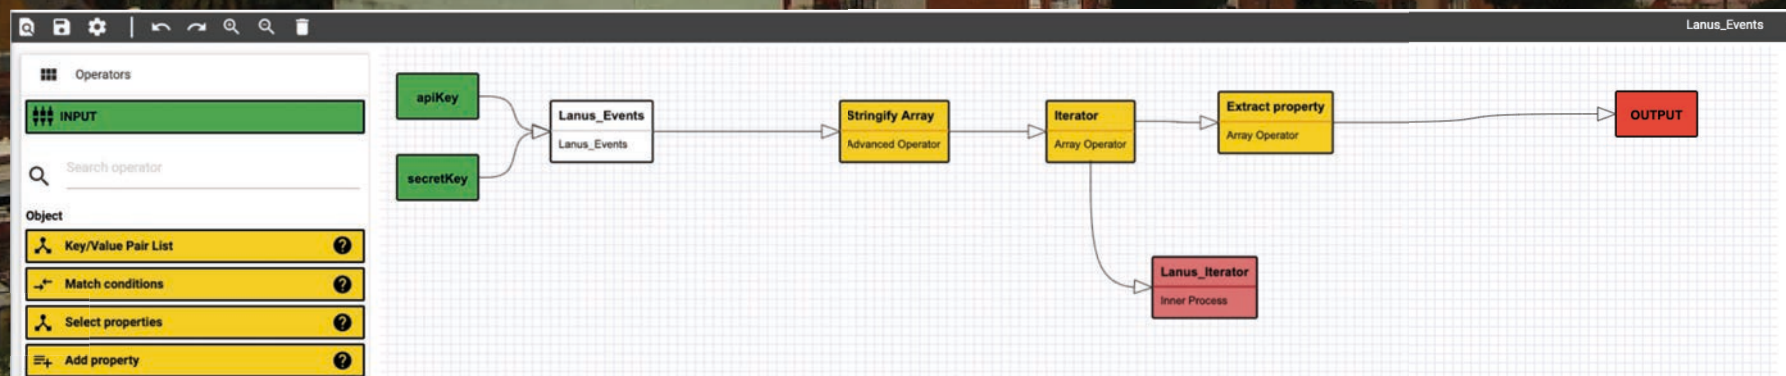 Lanus_Events
Operators
INPUT
Search operator
Object
Key/Value Pair List
Match conditions
Select properties
Add property
apiKey
secretKey
Lanus_Events
Lanus_Events
Stringify Array
Advanced Operator
Iterator
Array Operator
Extract property
Array Operator
OUTPUT
Lanus_Iterator
Inner Process